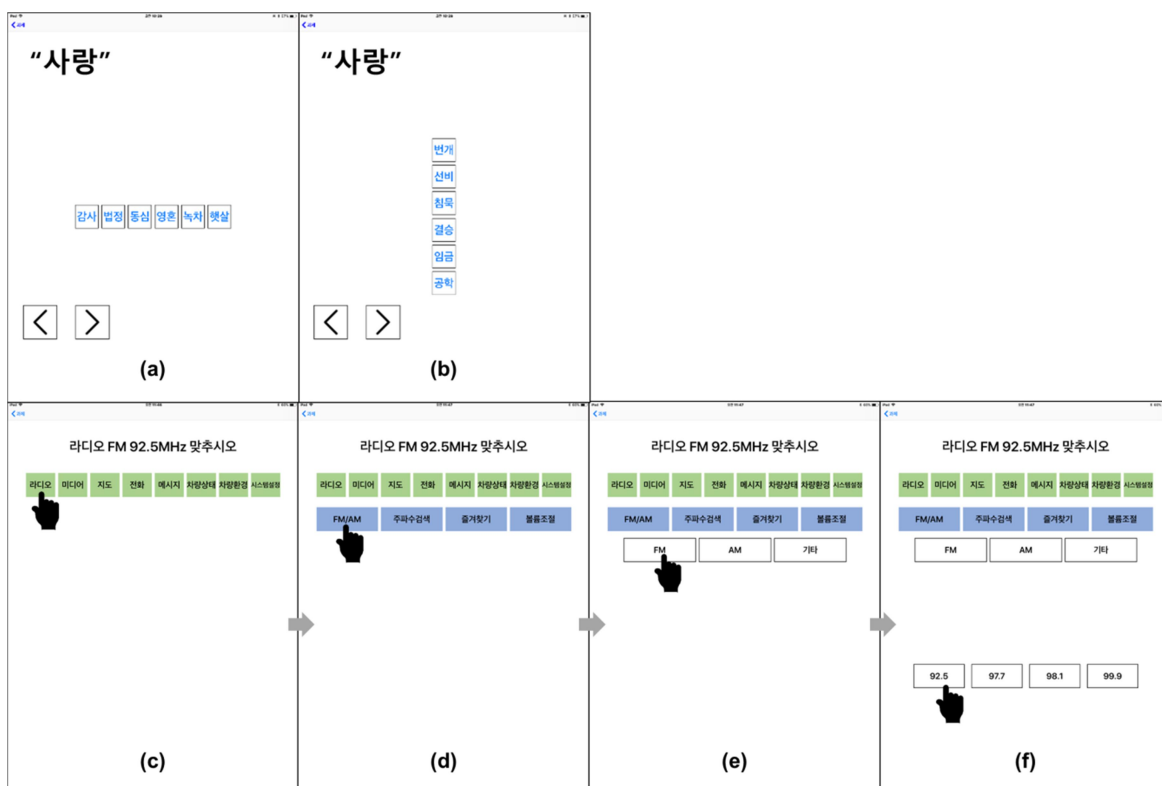 < 과제
"사랑"
감사 법정 동심 영혼 녹차 햇살
(a)
"사랑"
번개
선비
침묵
결승
임금
공학
(b)
라디오 FM 92.5MHz 맞추시오
라디오 미디어 지도 전화 메시지 차량상태 차량환경 시스템설정
(c)
라디오 FM 92.5MHz 맞추시오
라디오 미디어 지도 전화 메시지 차량상태 차량환경 시스템설정
FM/AM 주파수검색 즐겨찾기 볼륨조절
(d)
라디오 FM 92.5MHz 맞추시오
라디오 미디어 지도 전화 메시지 차량상태 차량환경 시스템설정
FM/AM 주파수검색 즐겨찾기 볼륨조절
FM AM 기타
(e)
라디오 FM 92.5MHz 맞추시오
라디오 미디어 지도 전화 메시지 차량상태 차량환경 시스템설정
FM/AM 주파수검색 즐겨찾기 볼륨조절
FM AM 기타
92.5 97.7 98.1 99.9
(f)